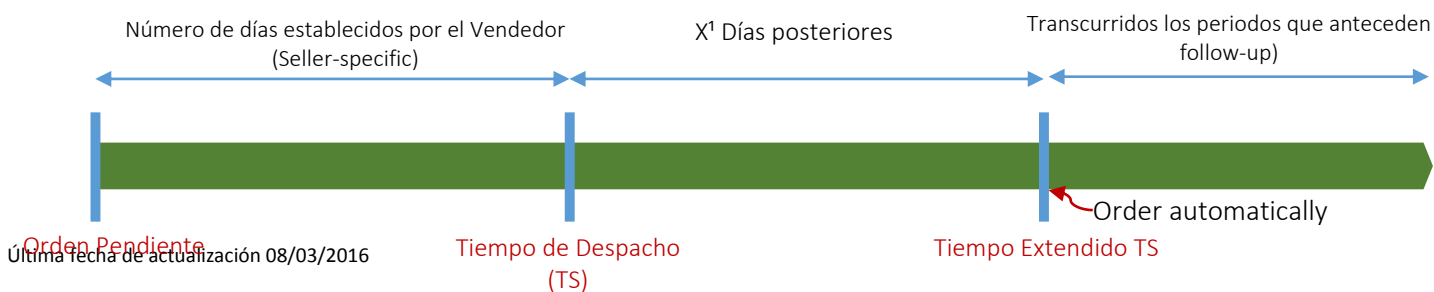 Número de días establecidos por el Vendedor
(Seller-specific)
X¹ Días posteriores
Transcurridos los periodos que anteceden
follow-up)
Order automatically
Orden Pendiente
Última fecha de actualización 08/03/2016
Tiempo de Despacho
(TS)
Tiempo Extendido TS